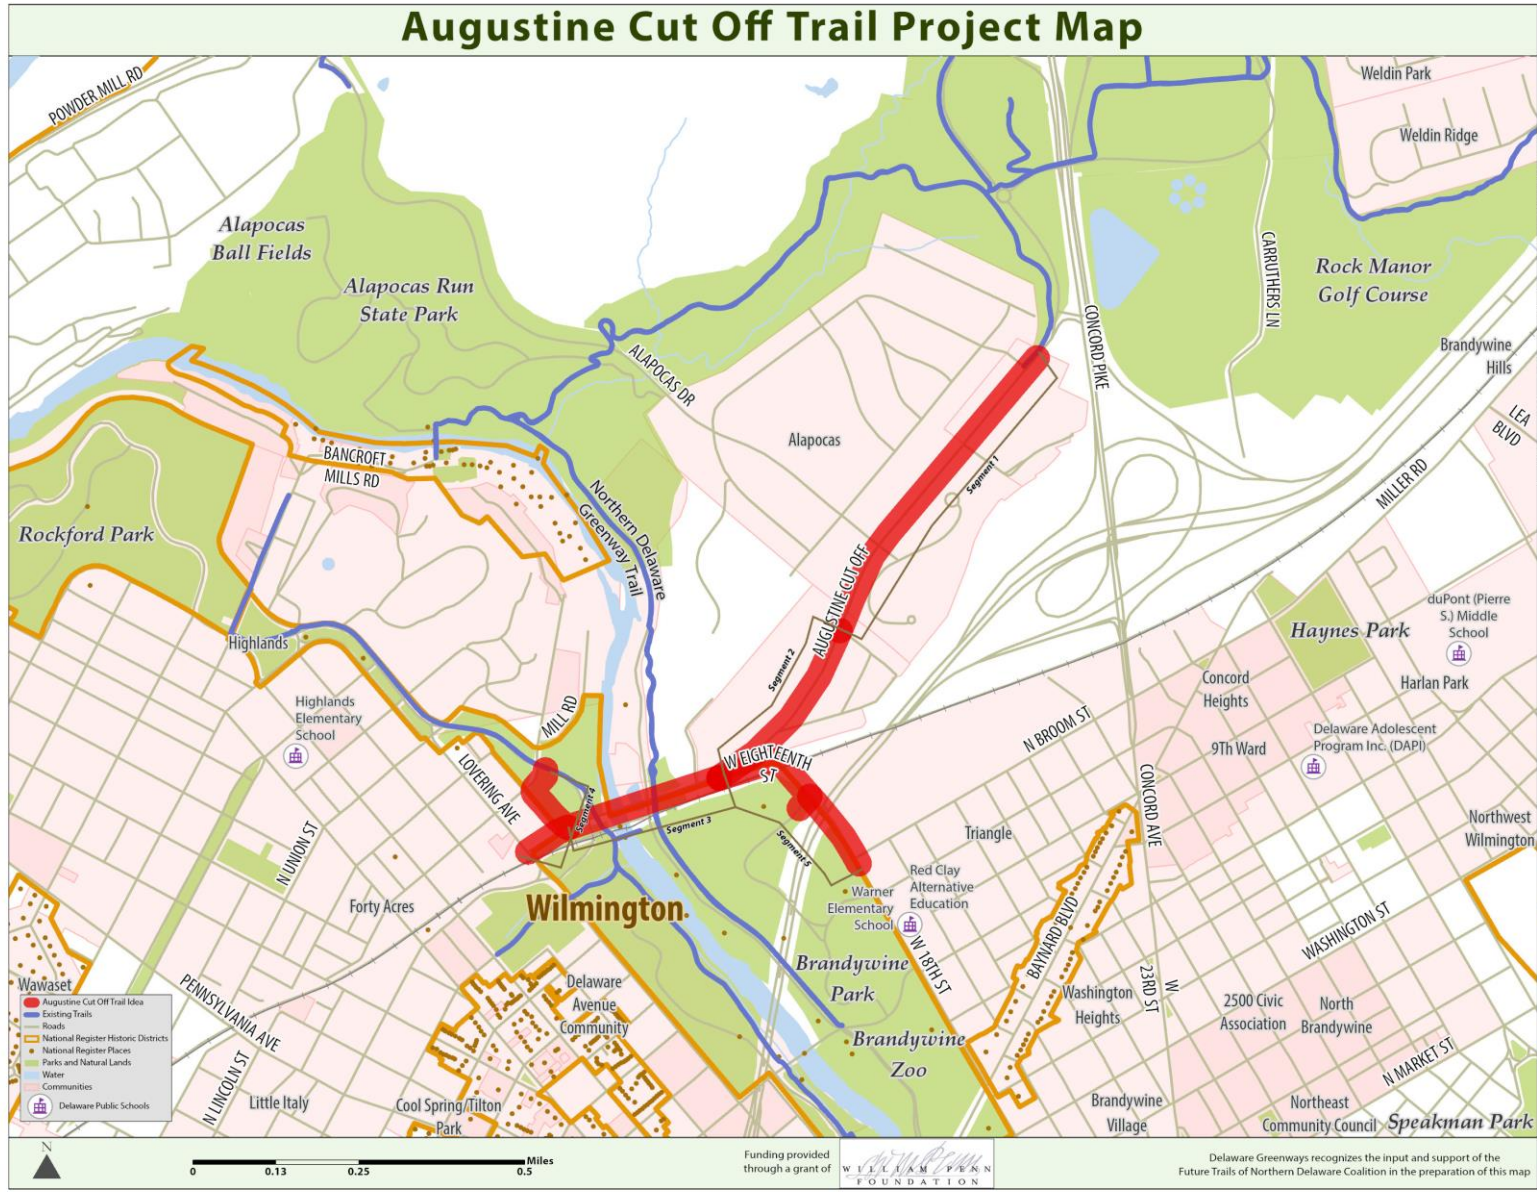 Augustine Cut Off Trail Project Map
POWDER MILL RD
Weldin Park
Weldin Ridge
Alapocas
Ball Fields
Alapocas Run
State Park
CARRUTHERS LN
Rock Manor
Golf Course
CONCORD PIKE
ALAPOCAS DR
Brandywine
Hills
LEA
BLVD
Alapocas
BANCROFT
MILLS RD
Segment 1
MILLER RD
Northern Delaware
Greenway Trail
Rockford Park
AUGUSTINE CUT OFF
duPont (Pierre
S.) Middle
School
Haynes Park
Highlands
Segment 2
Concord
Heights
Harlan Park
Highlands
Elementary
School
MILL RD
N BROOM ST
Delaware Adolescent
Program Inc. (DAPI)
9Th Ward
W EIGHTEENTH
ST
LOVERING AVE
Segment 4
Segment 3
Segment 5
CONCORD AVE
Triangle
Northwest
Wilmington
N UNION ST
Red Clay
Alternative
Education
Warner
Elementary
School
Forty Acres
Wilmington
BAYNARD BLVD
WASHINGTON ST
W 18TH ST
Brandywine
Park
Wawaset
Delaware
Avenue
Community
W
23RD ST
Washington
Heights
2500 Civic
Association
North
Brandywine
PENNSYLVANIA AVE
Brandywine
Zoo
N MARKET ST
N LINCOLN ST
Little Italy
Cool Spring/Tilton
Park
Brandywine
Village
Northeast
Community Council
Speakman Park
Augustine Cut Off Trail Idea
Existing Trails
Roads
National Register Historic Districts
National Register Places
Parks and Natural Lands
Water
Communities
Delaware Public Schools
N
0 0.13 0.25 0.5
Miles
Funding provided
through a grant of
WILLIAM PENN
FOUNDATION
Delaware Greenways recognizes the input and support of the
Future Trails of Northern Delaware Coalition in the preparation of this map